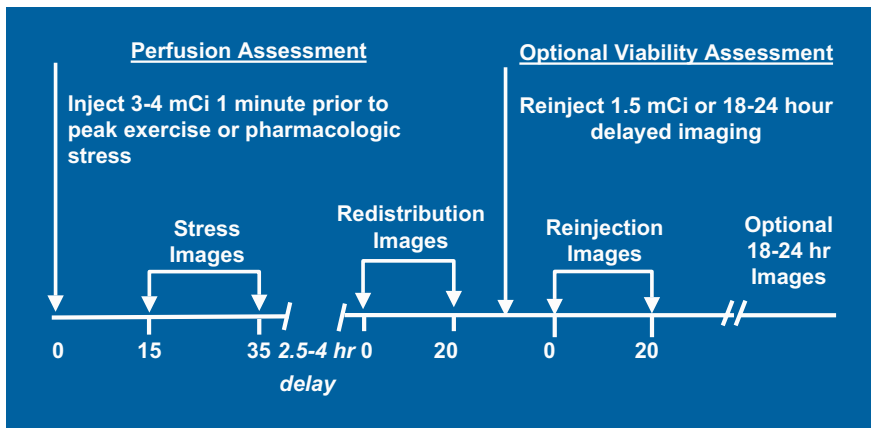 Perfusion Assessment
Optional Viability Assessment
Inject 3-4 mCi 1 minute prior to
peak exercise or pharmacologic
stress
Reinject 1.5 mCi or 18-24 hour
delayed imaging
Stress
Images
Redistribution
Images
Reinjection
Images
Optional
18-24 hr
Images
0
15
35
2.5-4 hr
delay
0
20
0
20